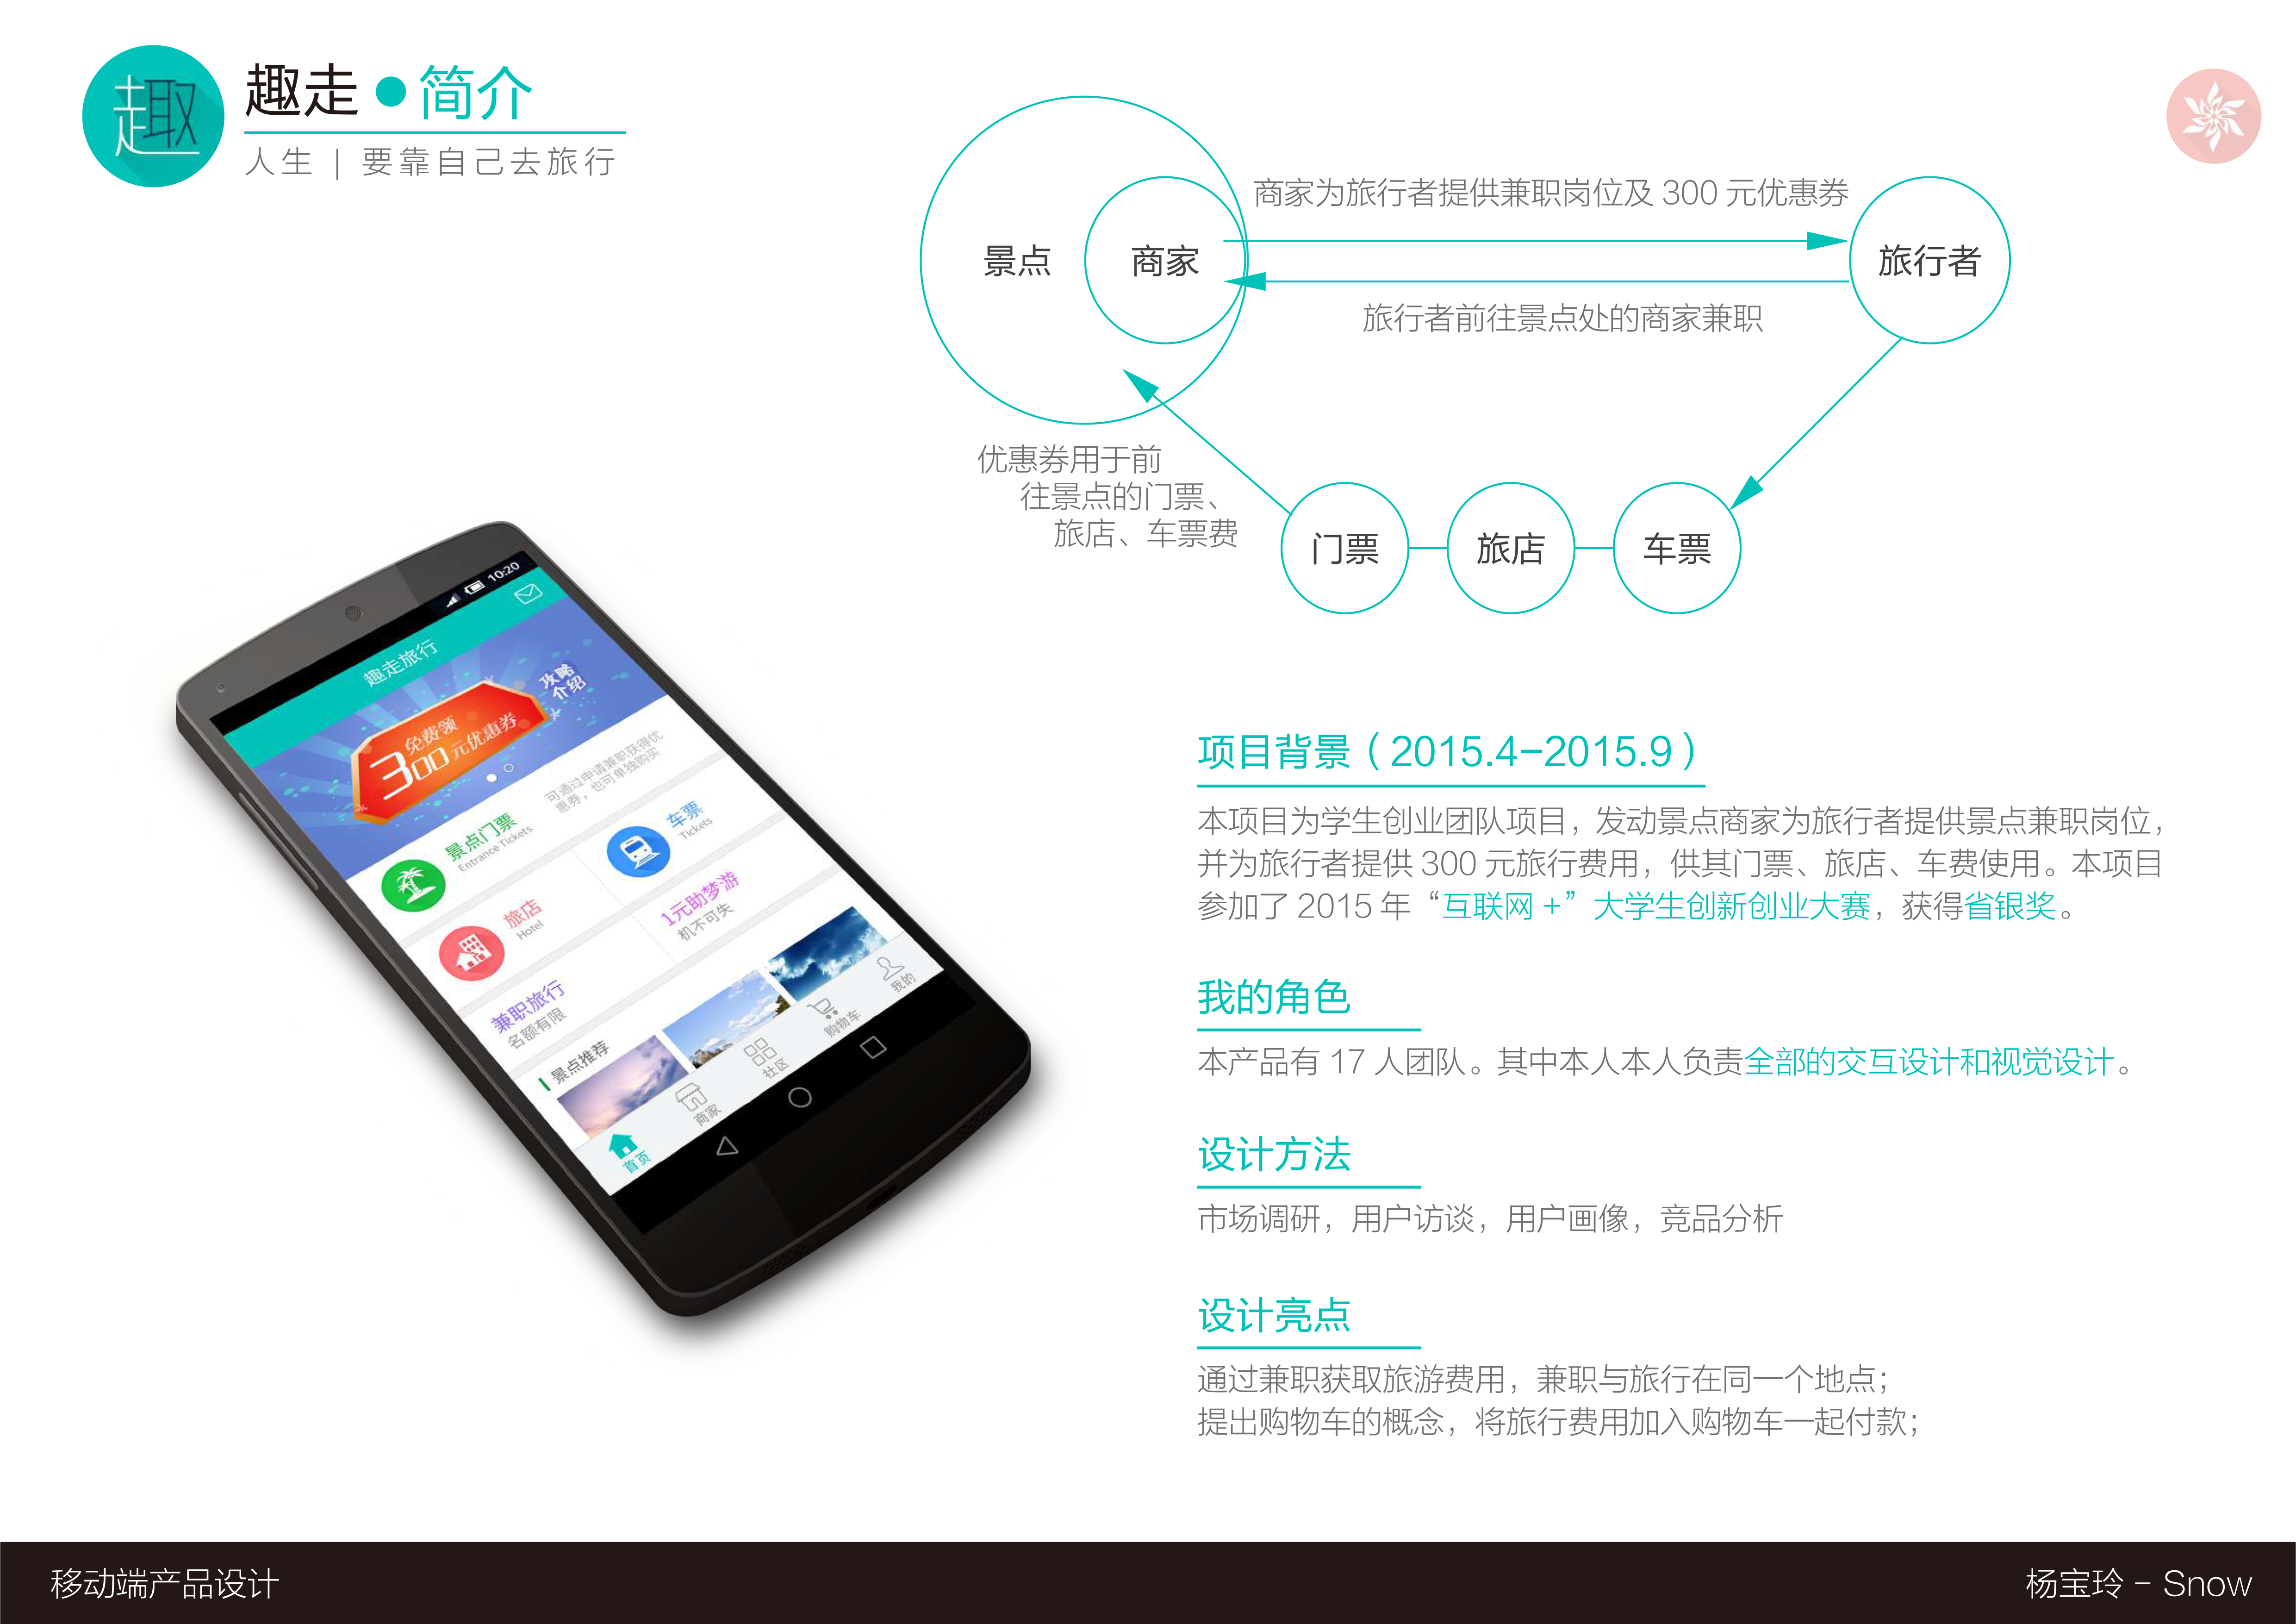 趣
趣走●简介
人生 | 要靠自己去旅行
商家为旅行者提供兼职岗位及 300 元优惠券
景点
商家
旅行者
旅行者前往景点处的商家兼职
优惠券用于前
往景点的门票、
旅店、车票费
门票
旅店
车票
10:20
趣走旅行
攻略
介绍
免费领
300元优惠券
可通过申请兼职获得优
惠券，也可单独购买
景点门票
Entrance Tickets
车票
Tickets
旅店
Hotel
1元助梦游
机不可失
兼职旅行
名额有限
景点推荐
首页
商家
社区
购物车
我的
项目背景（2015.4-2015.9）
本项目为学生创业团队项目，发动景点商家为旅行者提供景点兼职岗位，
并为旅行者提供 300 元旅行费用，供其门票、旅店、车费使用。本项目
参加了 2015 年“互联网 +”大学生创新创业大赛，获得省银奖。
我的角色
本产品有 17 人团队。其中本人本人负责全部的交互设计和视觉设计。
设计方法
市场调研，用户访谈，用户画像，竞品分析
设计亮点
通过兼职获取旅游费用，兼职与旅行在同一个地点；
提出购物车的概念，将旅行费用加入购物车一起付款；
移动端产品设计
杨宝玲 - Snow